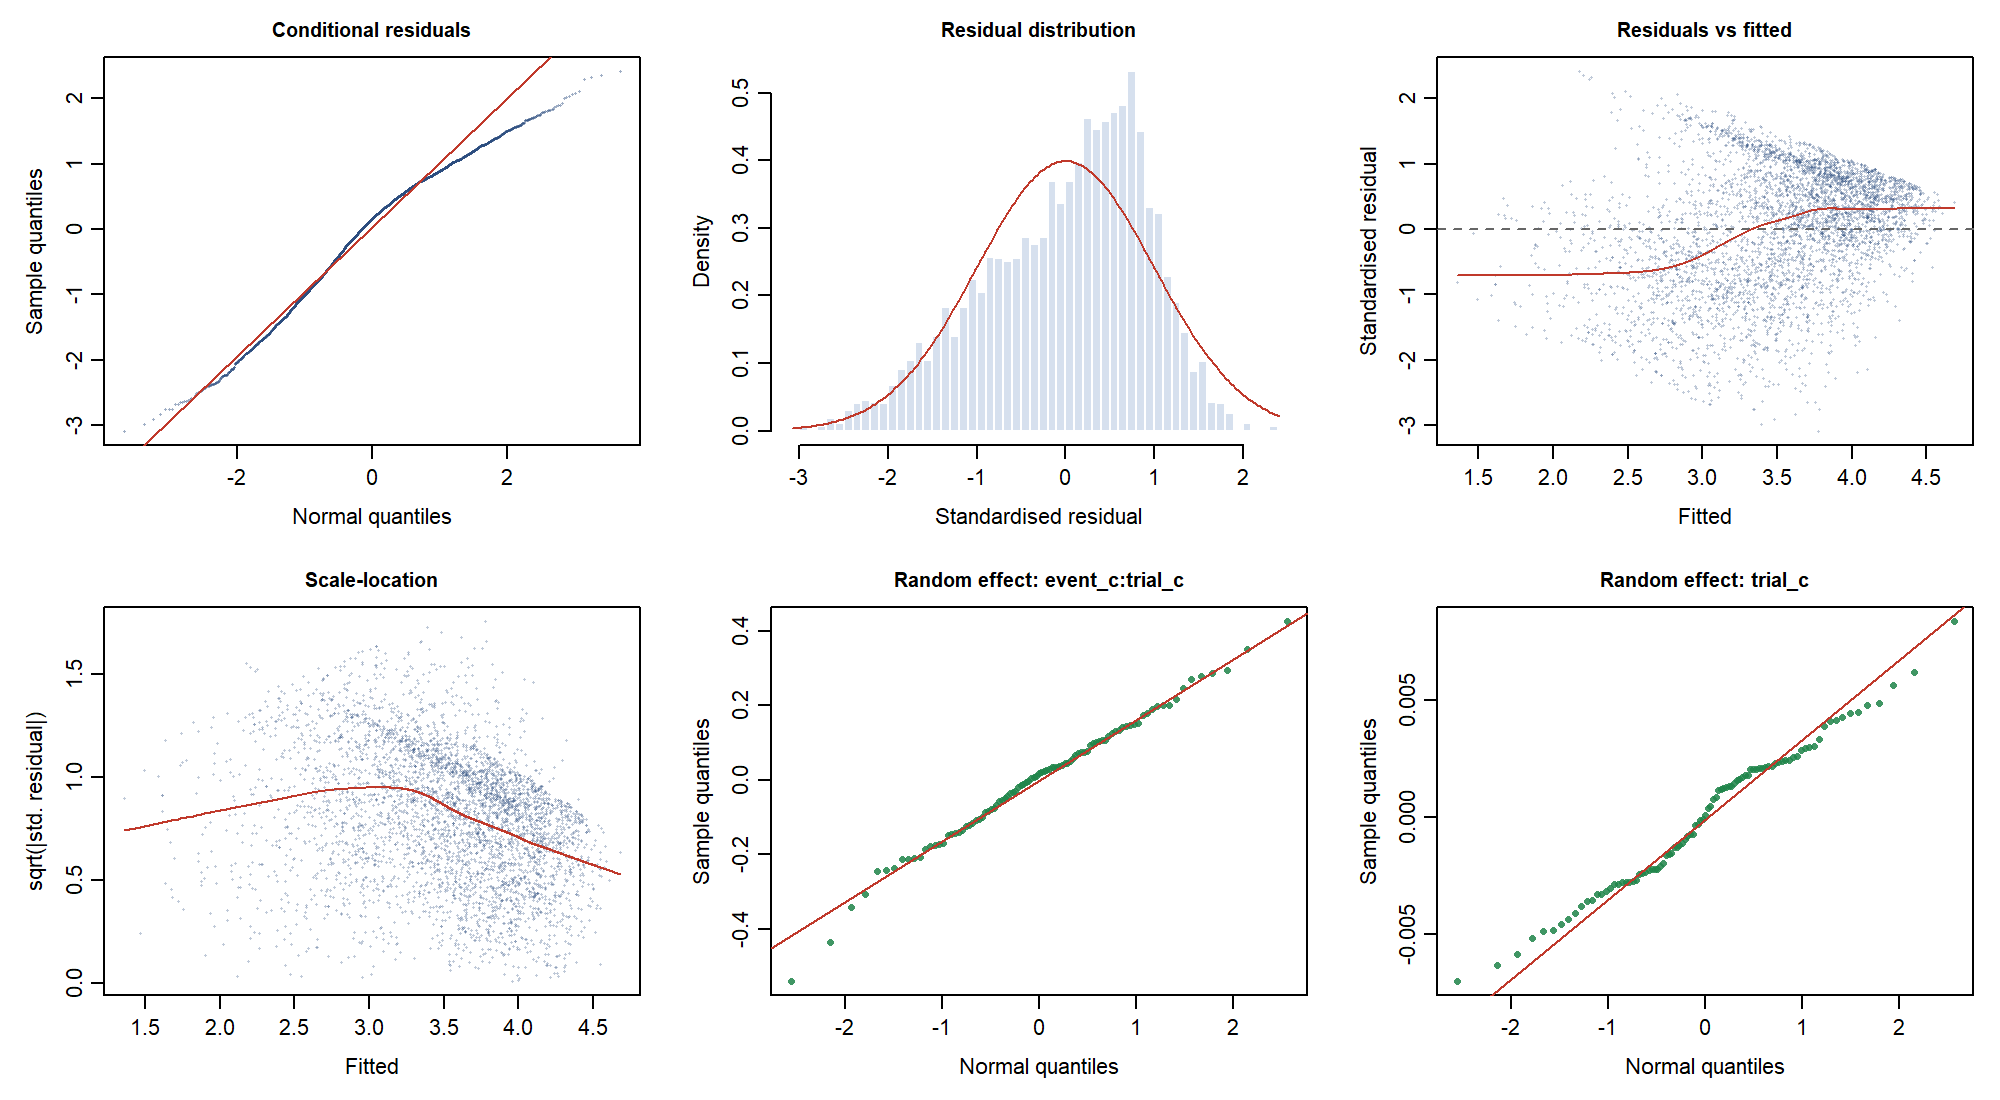 Conditional residuals
Sample quantiles
2
1
0
-1
-2
-3
-2 0 2
Normal quantiles
Residual distribution
Density
0.5
0.4
0.3
0.2
0.1
0.0
-3 -2 -1 0 1 2
Standardised residual
Residuals vs fitted
Standardised residual
2
1
0
-1
-2
-3
1.5 2.0 2.5 3.0 3.5 4.0 4.5
Fitted
Scale-location
sqrt(|std. residual|)
1.5
1.0
0.5
0.0
1.5 2.0 2.5 3.0 3.5 4.0 4.5
Fitted
Random effect: event_c:trial_c
Sample quantiles
0.4
0.2
0.0
-0.2
-0.4
-2 -1 0 1 2
Normal quantiles
Random effect: trial_c
Sample quantiles
0.005
0.000
-0.005
-2 -1 0 1 2
Normal quantiles